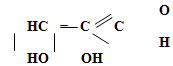 O
HC = C C
H
HO OH